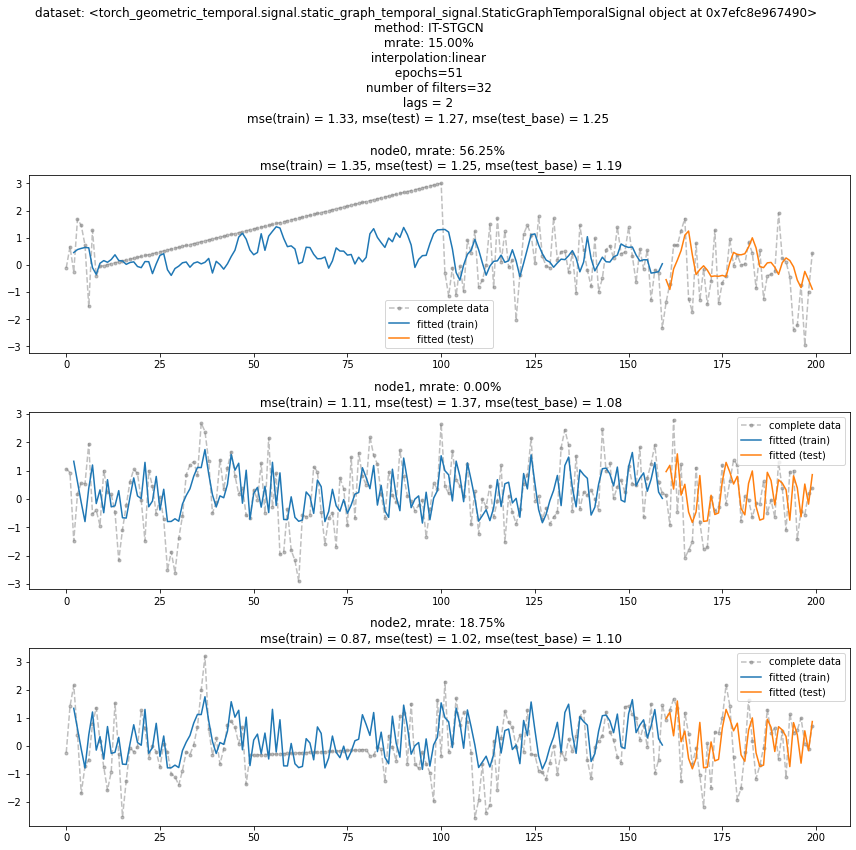 dataset: <torch_geometric_temporal.signal.static_graph_temporal_signal.StaticGraphTemporalSignal object at 0x7efc8e967490>
method: IT-STGCN
mrate: 15.00%
interpolation:linear
epochs=51
number of filters=32
lags = 2
mse(train) = 1.33, mse(test) = 1.27, mse(test_base) = 1.25
node0, mrate: 56.25%
mse(train) = 1.35, mse(test) = 1.25, mse(test_base) = 1.19
3
2
1
0
−1
−2
−3
complete data
fitted (train)
fitted (test)
0 25 50 75 100 125 150 175 200
node1, mrate: 0.00%
mse(train) = 1.11, mse(test) = 1.37, mse(test_base) = 1.08
3
2
1
0
−1
−2
−3
complete data
fitted (train)
fitted (test)
0 25 50 75 100 125 150 175 200
node2, mrate: 18.75%
mse(train) = 0.87, mse(test) = 1.02, mse(test_base) = 1.10
3
2
1
0
−1
−2
complete data
fitted (train)
fitted (test)
0 25 50 75 100 125 150 175 200